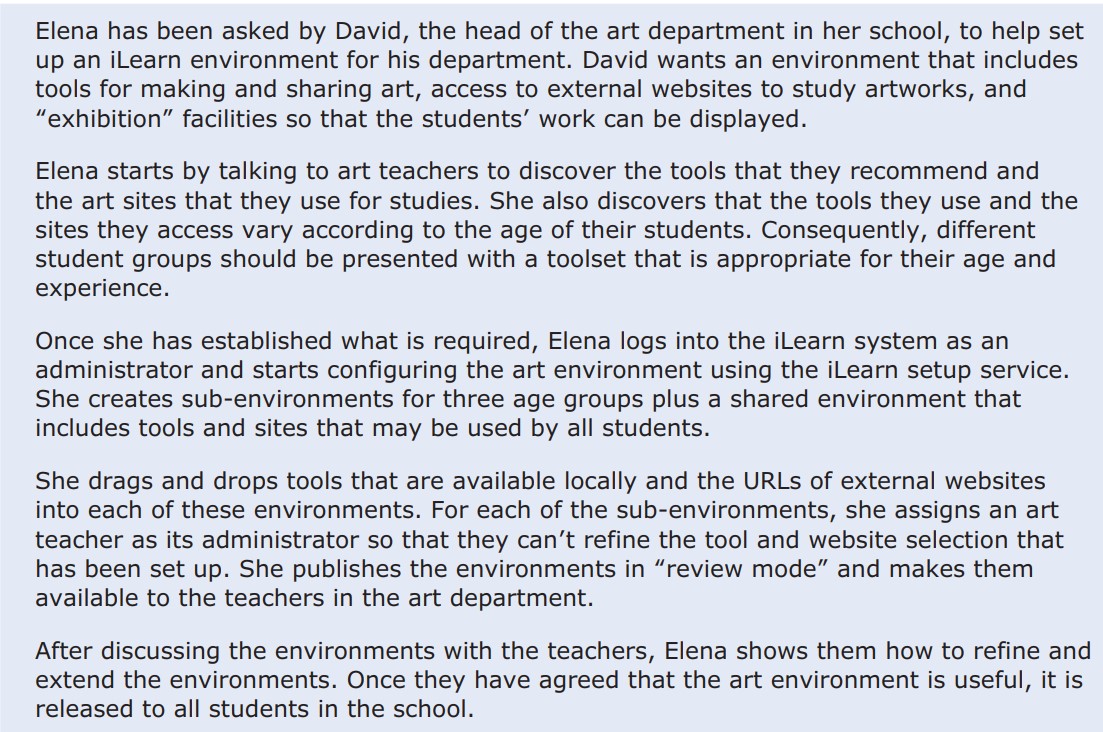 Elena has been asked by David, the head of the art department in her school, to help set
up an iLearn environment for his department. David wants an environment that includes
tools for making and sharing art, access to external websites to study artworks, and
“exhibition” facilities so that the students’ work can be displayed.
Elena starts by talking to art teachers to discover the tools that they recommend and
the art sites that they use for studies. She also discovers that the tools they use and the
sites they access vary according to the age of their students. Consequently, different
student groups should be presented with a toolset that is appropriate for their age and
experience.
Once she has established what is required, Elena logs into the iLearn system as an
administrator and starts configuring the art environment using the iLearn setup service.
She creates sub-environments for three age groups plus a shared environment that
includes tools and sites that may be used by all students.
She drags and drops tools that are available locally and the URLs of external websites
into each of these environments. For each of the sub-environments, she assigns an art
teacher as its administrator so that they can’t refine the tool and website selection that
has been set up. She publishes the environments in “review mode” and makes them
available to the teachers in the art department.
After discussing the environments with the teachers, Elena shows them how to refine and
extend the environments. Once they have agreed that the art environment is useful, it is
released to all students in the school.